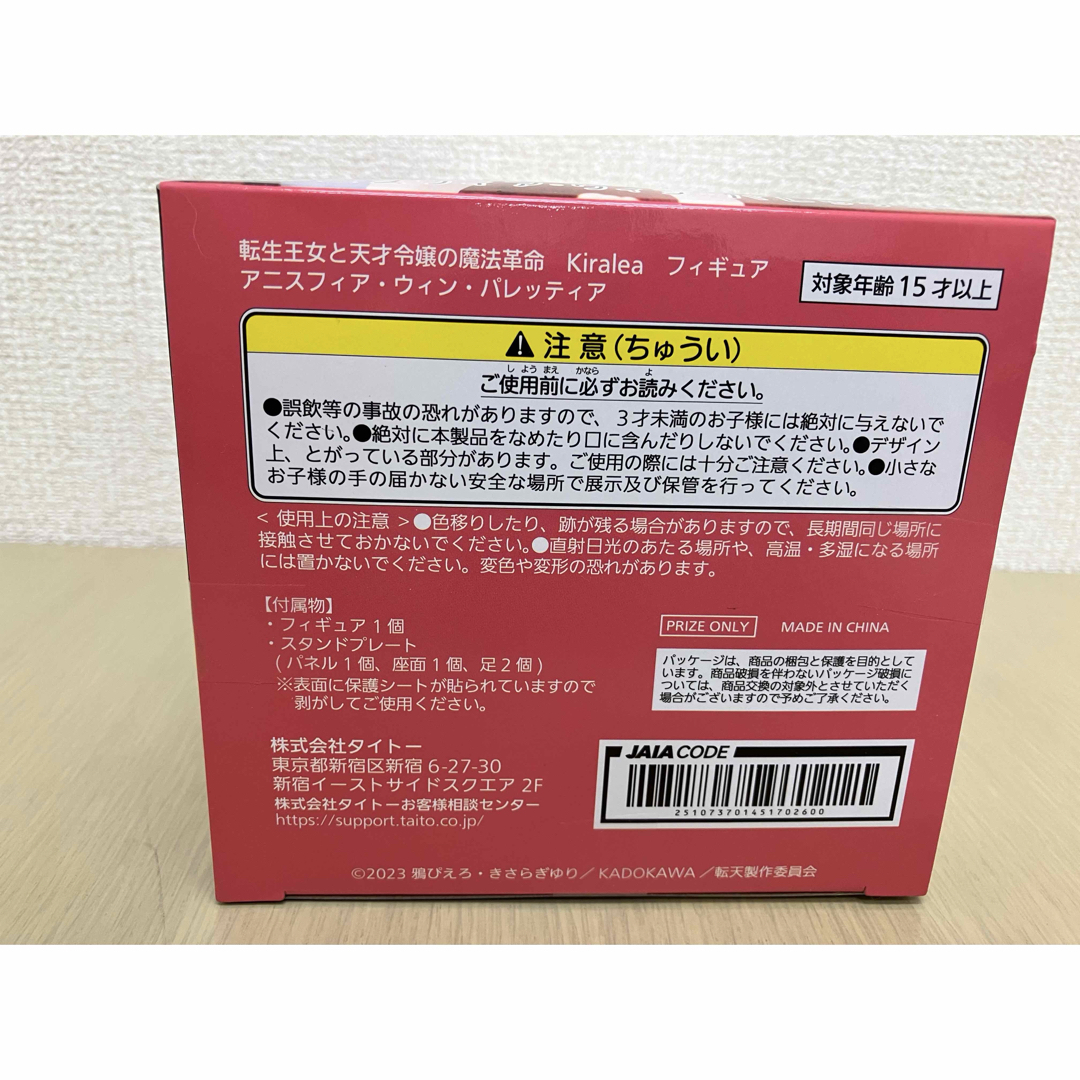 転生王女と天才令嬢の魔法革命 Kiralea フィギュア
アニスフィア・ウィン・パレッティア
対象年齢 15 才以上
注意(ちゅうい)
しようまえ かなら よ
ご使用前に必ずお読みください。
●誤飲等の事故の恐れがありますので、3才未満のお子様には絶対に与えないで
ください。●絶対に本製品をなめたり口に含んだりしないでください。●デザイン
上、とがっている部分があります。ご使用の際には十分ご注意ください。●小さな
お子様の手の届かない安全な場所で展示及び保管を行ってください。
< 使用上の注意 >●色移りしたり、跡が残る場合がありますので、長期間同じ場所に
接触させておかないでください。●直射日光のあたる場所や、高温・多湿になる場所
には置かないでください。変色や変形の恐れがあります。
【付属物】
・フィギュア1個
・スタンドプレート
(パネル1個、座面1個、足2個)
※表面に保護シートが貼られていますので
剥がしてご使用ください。
PRIZE ONLY MADE IN CHINA
パッケージは、商品の梱包と保護を目的として
います。商品破損を伴わないパッケージ破損に
ついては、商品交換の対象外とさせていただく
場合がございますので予めご了承ください。
株式会社タイトー
東京都新宿区新宿 6-27-30
新宿イーストサイドスクエア 2F
株式会社タイトーお客様相談センター
https://support.taito.co.jp/
JAIA CODE
251073701451702600
©2023 鴉ぴえろ・きさらぎゆり/KADOKAWA/転天製作委員会